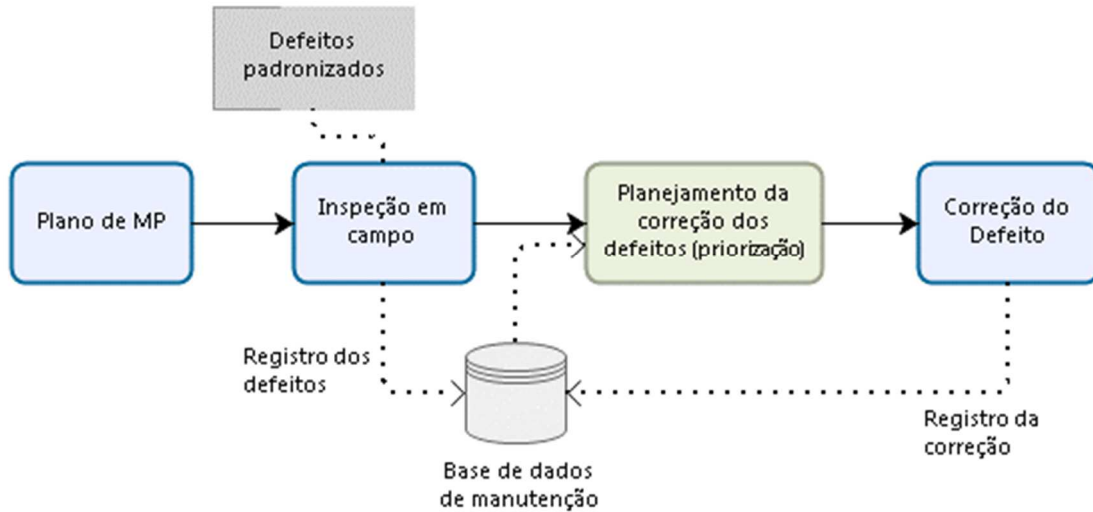 Defeitos
padronizados
Plano de MP
Inspeção em
campo
Planejamento da
correção dos
defeitos (priorização)
Correção do
Defeito
Registro dos
defeitos
Base de dados
de manutenção
Registro da
correção